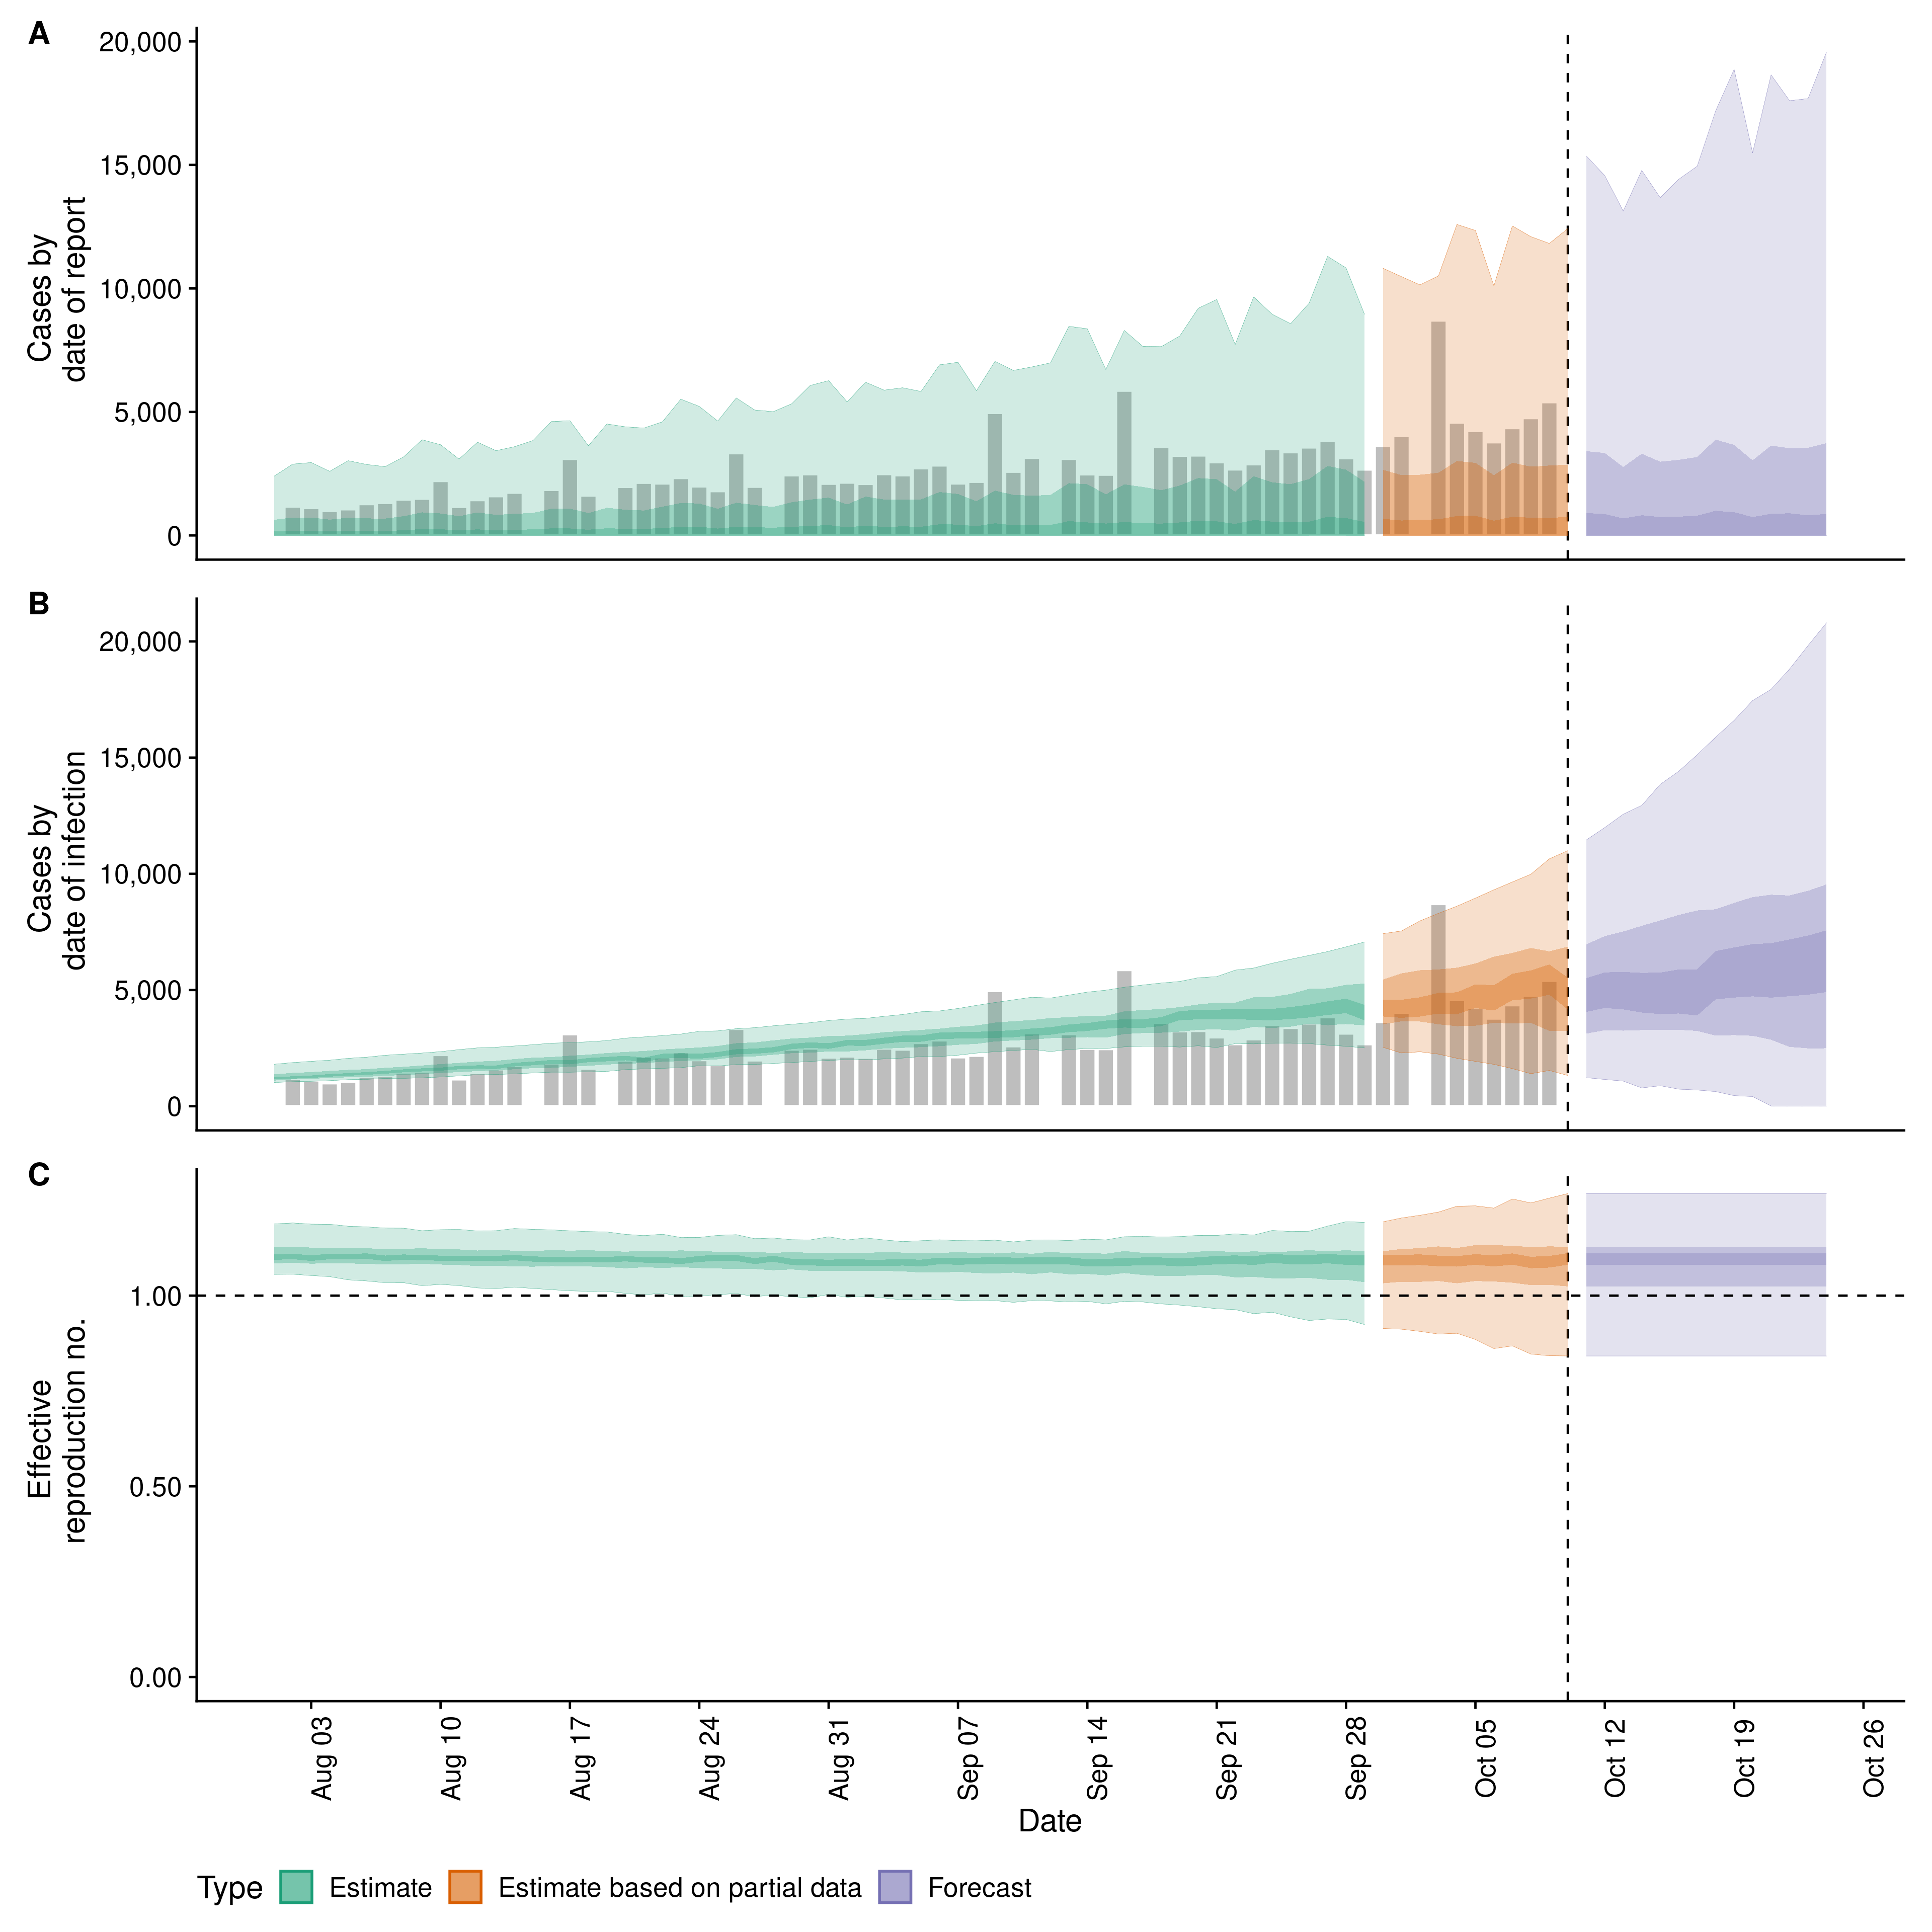 A
20,000
15,000
10,000
5,000
0
Cases by
date of report
B
20,000
15,000
10,000
5,000
0
Cases by
date of infection
C
1.00
0.50
0.00
Effective
reproduction no.
Aug 03
Aug 10
Aug 17
Aug 24
Aug 31
Sep 07
Sep 14
Sep 21
Sep 28
Oct 05
Oct 12
Oct 19
Oct 26
Date
Type Estimate Estimate based on partial data Forecast